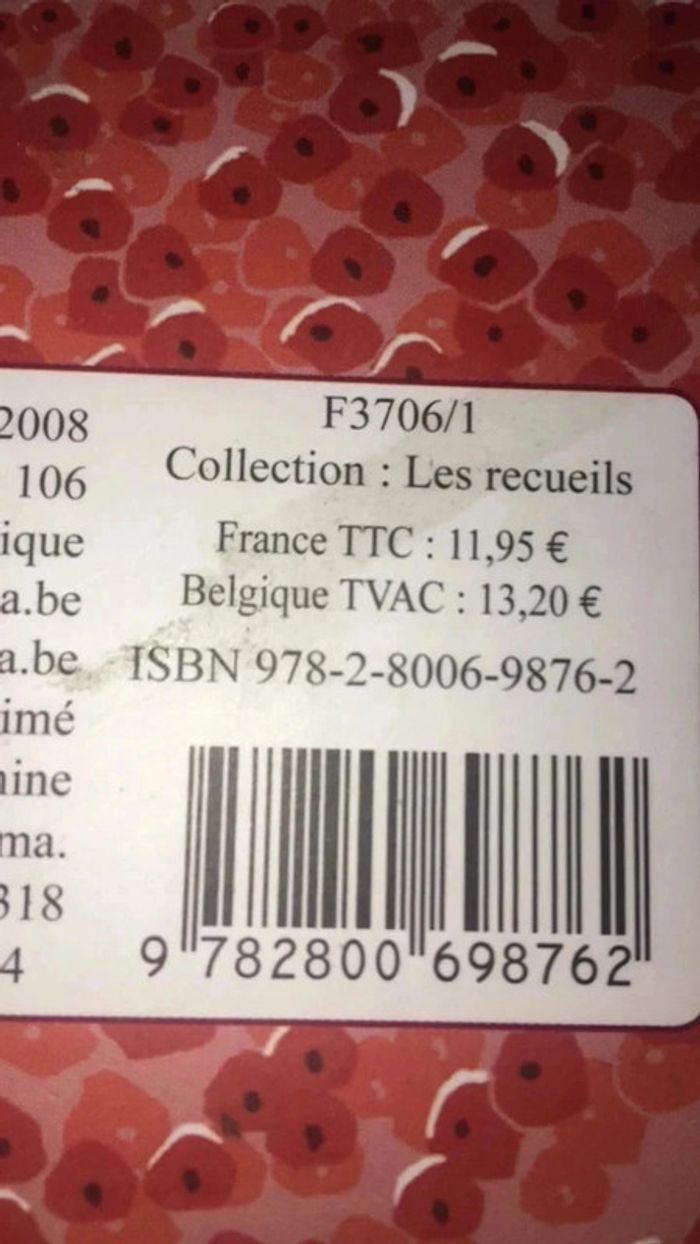 2008
106
ique
a.be
a.be
imé
ine
ma.
318
4
F3706/1
Collection : Les recueils
France TTC : 11,95 €
Belgique TVAC : 13,20 €
ISBN 978-2-8006-9876-2
9 782800 698762